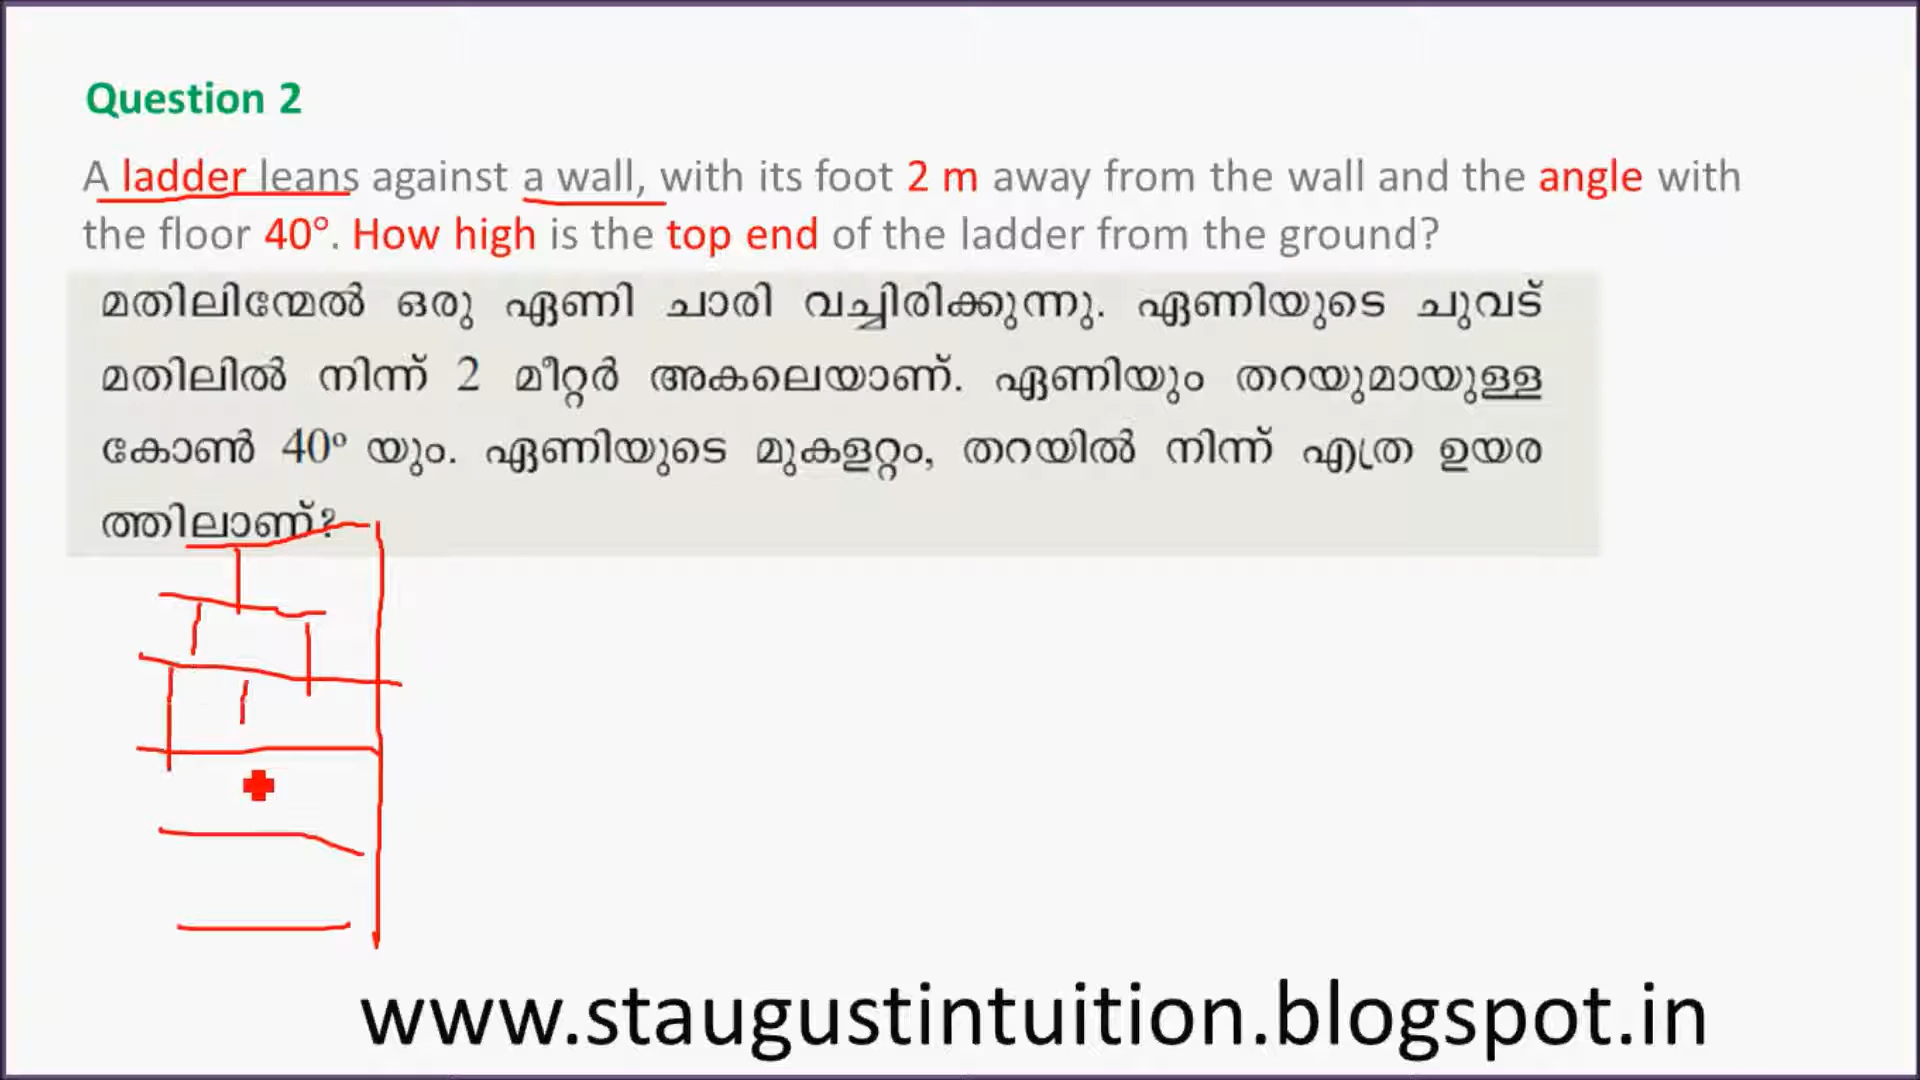 Question 2
A ladder leans against a wall, with its foot 2 m away from the wall and the angle with
the floor 40°. How high is the top end of the ladder from the ground?
മതിലിന്മേൽ ഒരു ഏണി ചാരി വച്ചിരിക്കുന്നു. ഏണിയുടെ ചുവട്
മതിലിൽ നിന്ന് 2 മീറ്റർ അകലെയാണ്. ഏണിയും തറയുമായുള്ള
കോൺ 40° യും. ഏണിയുടെ മുകളറ്റം, തറയിൽ നിന്ന് എത്ര ഉയര
ത്തിലാണ്?
www.staugustintuition.blogspot.in